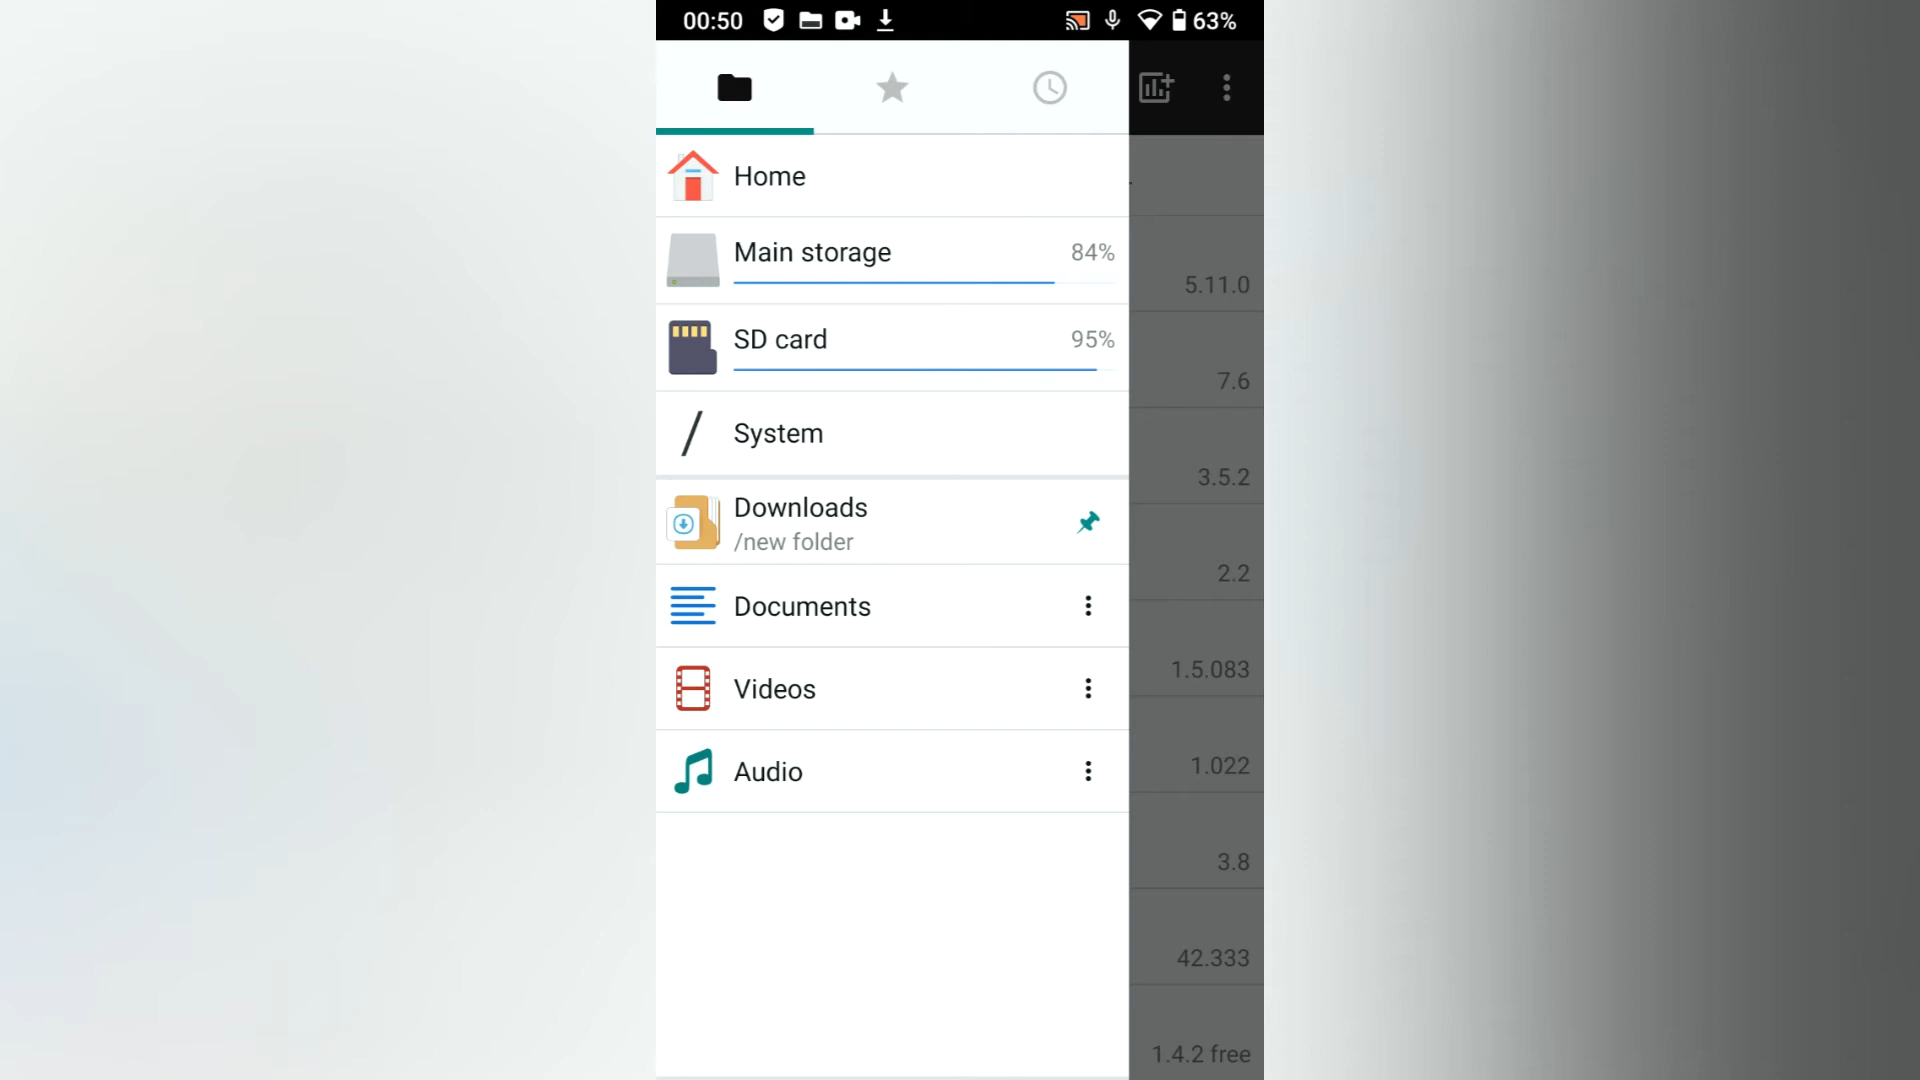 00:50
63%
Home
Main storage 84%
SD card 95%
System
Downloads
/new folder
Documents
Videos
Audio
5.11.0
7.6
3.5.2
2.2
1.5.083
1.022
3.8
42.333
1.4.2 free